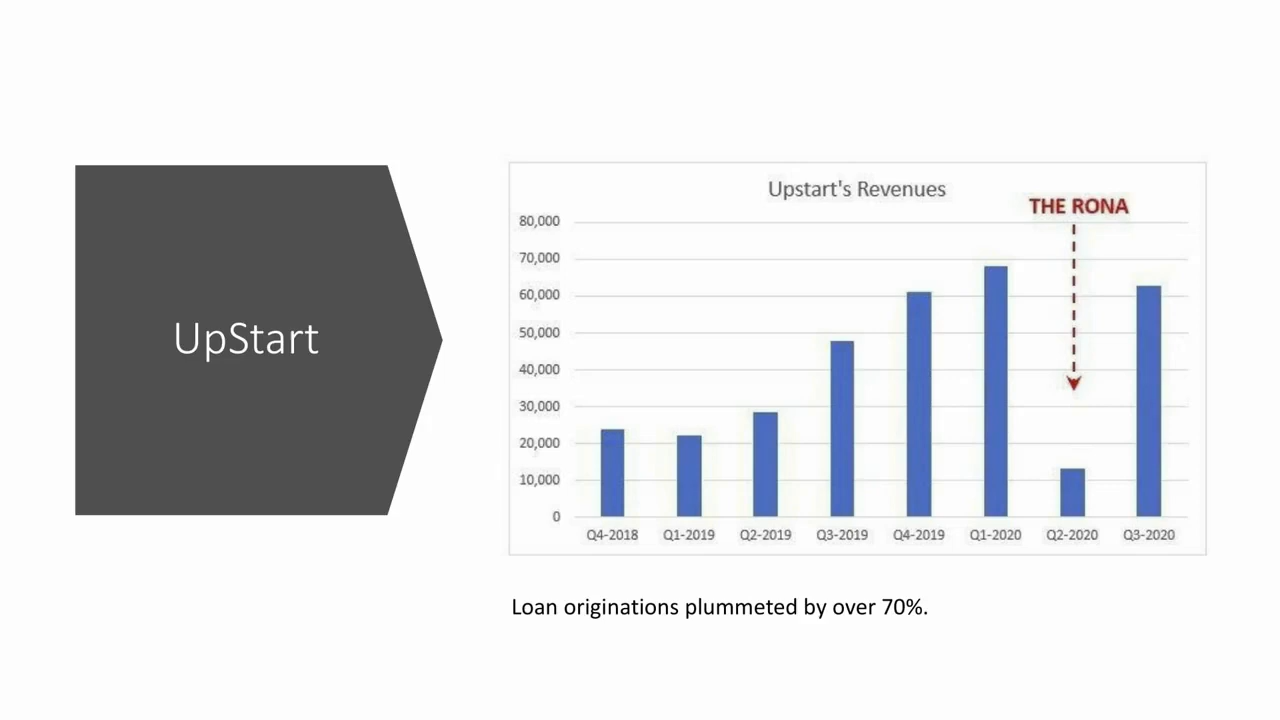 UpStart
Upstart's Revenues
THE RONA
80,000
70,000
60,000
50,000
40,000
30,000
20,000
10,000
0
Q4-2018 Q1-2019 Q2-2019 Q3-2019 Q4-2019 Q1-2020 Q2-2020 Q3-2020
Loan originations plummeted by over 70%.